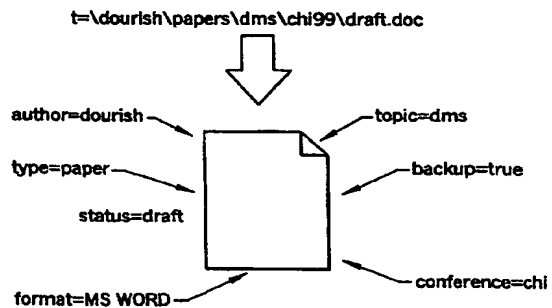 t=\dourish\papers\dms\chi99\draft.doc
author=dourish
topic=dms
type=paper
backup=true
status=draft
conference=chi
format=MS WORD